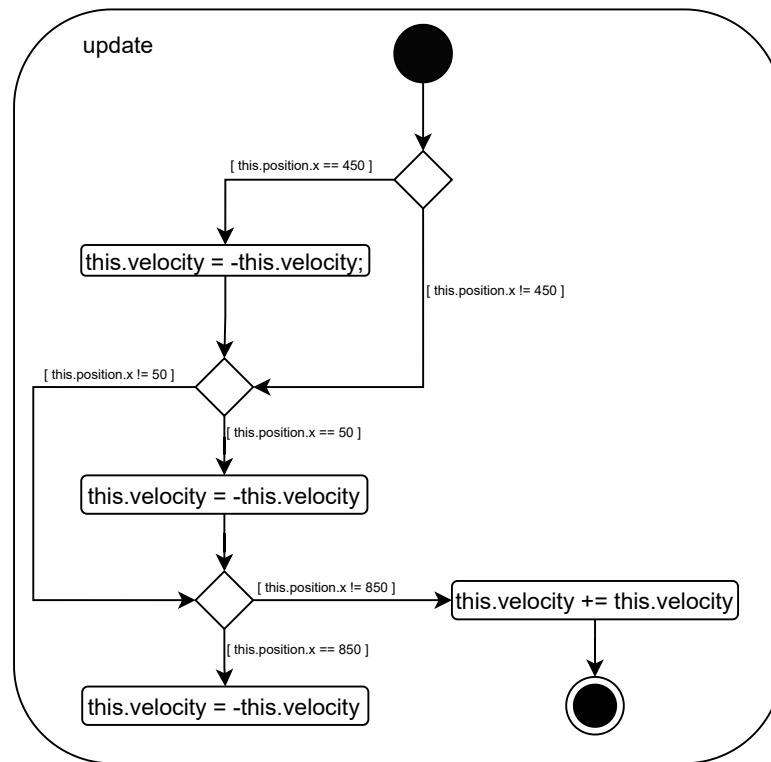 update
[ this.position.x == 450 ]
this.velocity = -this.velocity;
[ this.position.x != 450 ]
[ this.position.x != 50 ]
[ this.position.x == 50 ]
this.velocity = -this.velocity
[ this.position.x != 850 ]
this.velocity += this.velocity
[ this.position.x == 850 ]
this.velocity = -this.velocity